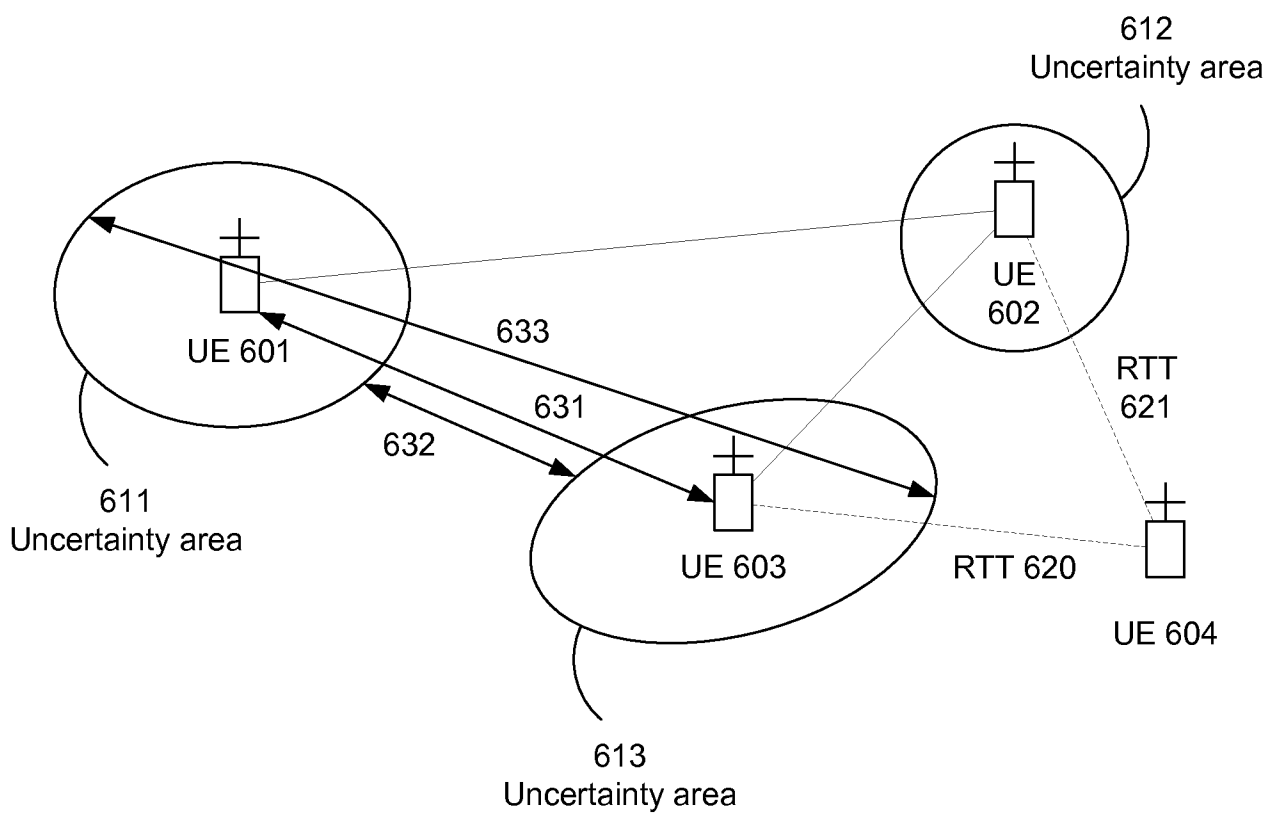 612
Uncertainty area
UE
602
633
UE 601
RTT
621
631
632
611
Uncertainty area
UE 603
RTT 620
UE 604
613
Uncertainty area